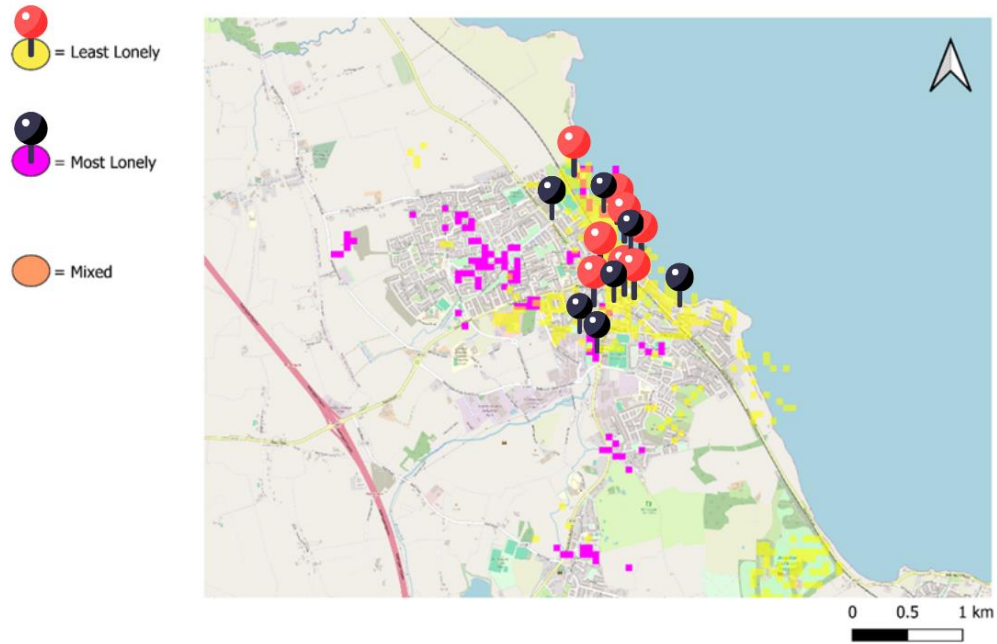 = Least Lonely
= Most Lonely
= Mixed
0 0.5 1 km